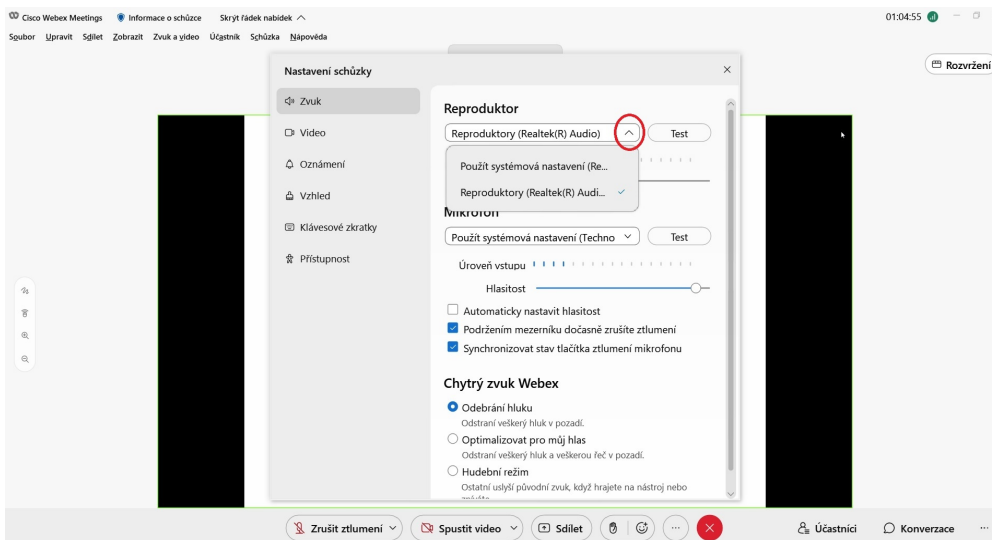 Cisco Webex Meetings Informace o schůzce Skrýt řádek nabídek 01:04:55
Soubor Upravit Sdílet Zobrazit Zvuk a video Účastník Schůzka Nápověda
Rozvržení
Nastavení schůzky
Zvuk
Video
Oznámení
Vzhled
Klávesové zkratky
Přístupnost
Reproduktor
Reproduktory (Realtek(R) Audio) Test
Použít systémová nastavení (Re...
Reproduktory (Realtek(R) Audi...
Mikrofon
Použít systémová nastavení (Techno Test
Úroveň vstupu
Hlasitost
Automaticky nastavit hlasitost
Podržením mezerníku dočasně zrušíte ztlumení
Synchronizovat stav tlačítka ztlumení mikrofonu
Chytrý zvuk Webex
Odebrání hluku
Odstraní veškerý hluk v pozadí.
Optimalizovat pro můj hlas
Odstraní veškerý hluk a veškerou řeč v pozadí.
Hudební režim
Ostatní uslyší původní zvuk, když hrajete na nástroj nebo
Zrušit ztlumení Spustit video Sdílet Účastníci Konverzace